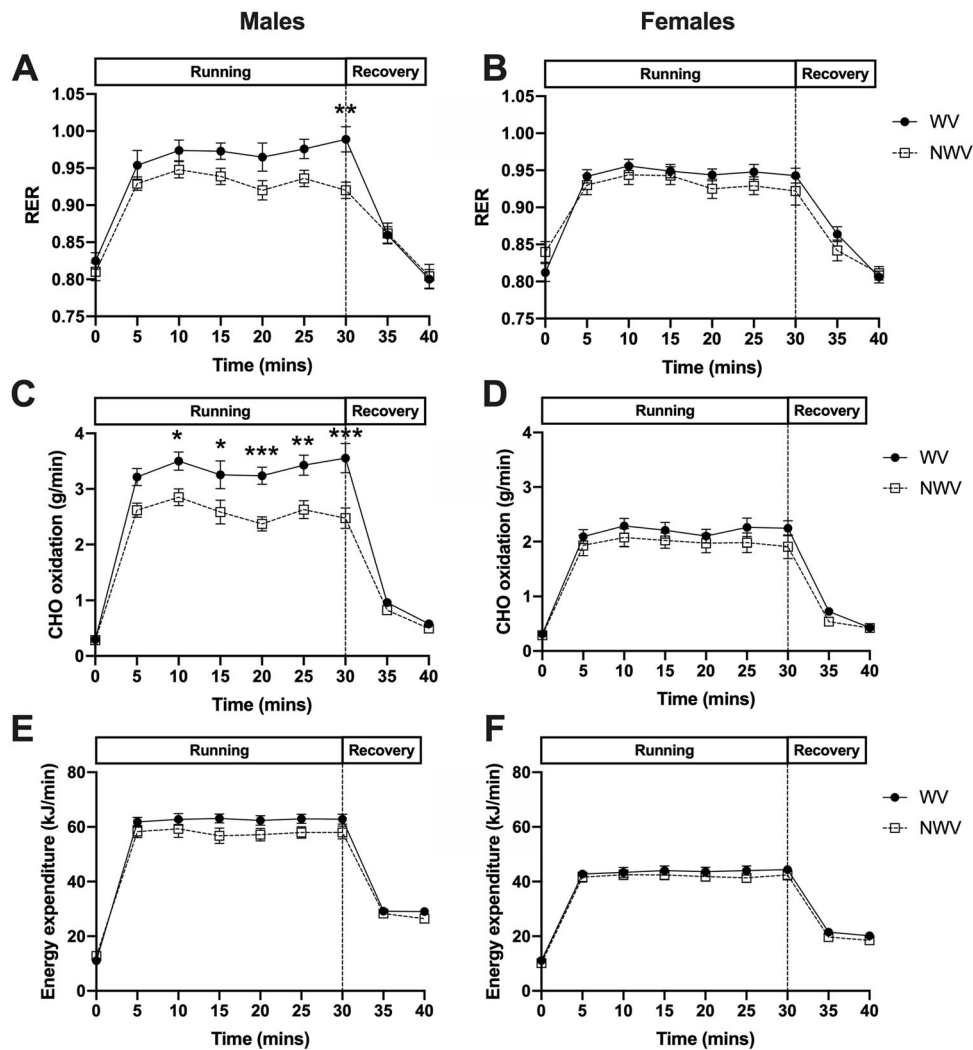 Males
Females
A
Running
Recovery
RER
1.05
1.00
0.95
0.90
0.85
0.80
0.75
**
0 5 10 15 20 25 30 35 40
Time (mins)
B
Running
Recovery
RER
1.05
1.00
0.95
0.90
0.85
0.80
0.75
0 5 10 15 20 25 30 35 40
Time (mins)
WV
NWV
C
Running
Recovery
CHO oxidation (g/min)
4
3
2
1
0
* * *** ** ***
0 5 10 15 20 25 30 35 40
Time (mins)
D
Running
Recovery
CHO oxidation (g/min)
4
3
2
1
0
0 5 10 15 20 25 30 35 40
Time (mins)
WV
NWV
E
Running
Recovery
Energy expenditure (kJ/min)
80
60
40
20
0
0 5 10 15 20 25 30 35 40
Time (mins)
F
Running
Recovery
Energy expenditure (kJ/min)
80
60
40
20
0
0 5 10 15 20 25 30 35 40
Time (mins)
WV
NWV